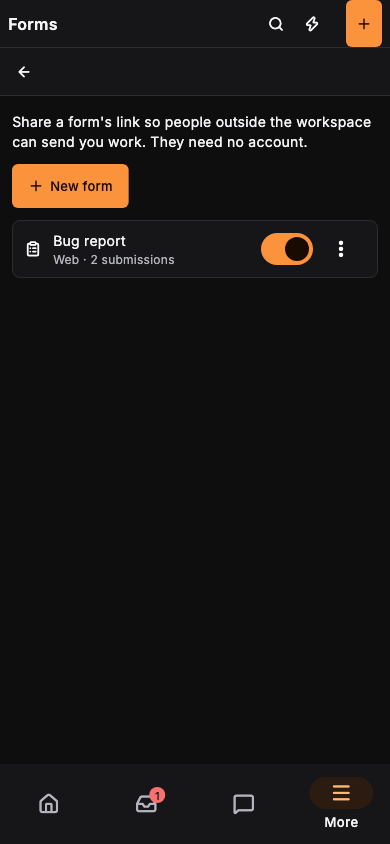 Forms
Share a form's link so people outside the workspace
can send you work. They need no account.
New form
Bug report
Web · 2 submissions
1
More